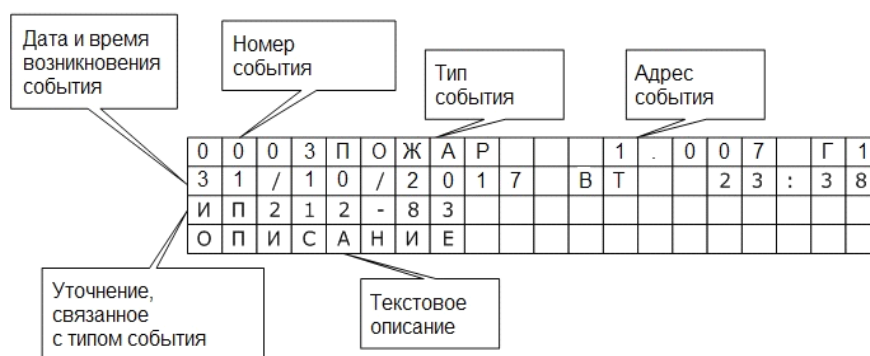 Дата и время
возникновения
события
Номер
события
Тип
события
Адрес
события
0003ПОЖАР   1.007 Г1
31/10/2017 ВТ  23:38
ИП212-83
ОПИСАНИЕ
Уточнение,
связанное
с типом события
Текстовое
описание